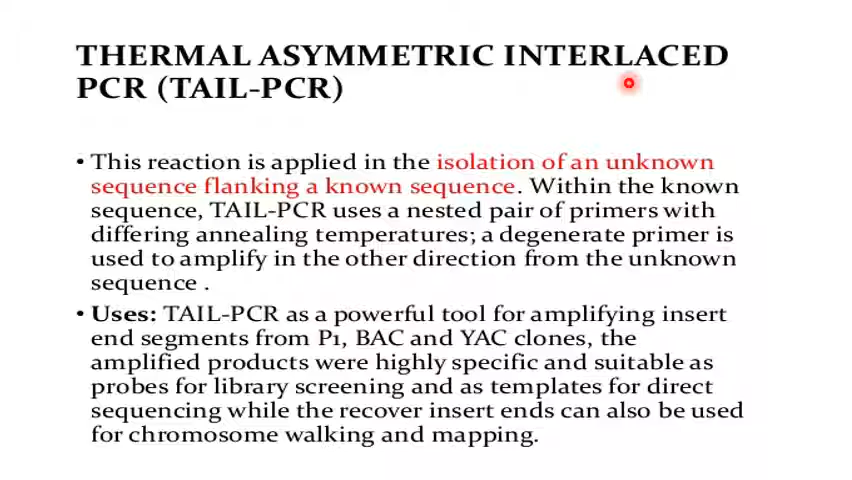 THERMAL ASYMMETRIC INTERLACED
PCR (TAIL-PCR)
• This reaction is applied in the isolation of an unknown
sequence flanking a known sequence. Within the known
sequence, TAIL-PCR uses a nested pair of primers with
differing annealing temperatures; a degenerate primer is
used to amplify in the other direction from the unknown
sequence .
• Uses: TAIL-PCR as a powerful tool for amplifying insert
end segments from P1, BAC and YAC clones, the
amplified products were highly specific and suitable as
probes for library screening and as templates for direct
sequencing while the recover insert ends can also be used
for chromosome walking and mapping.